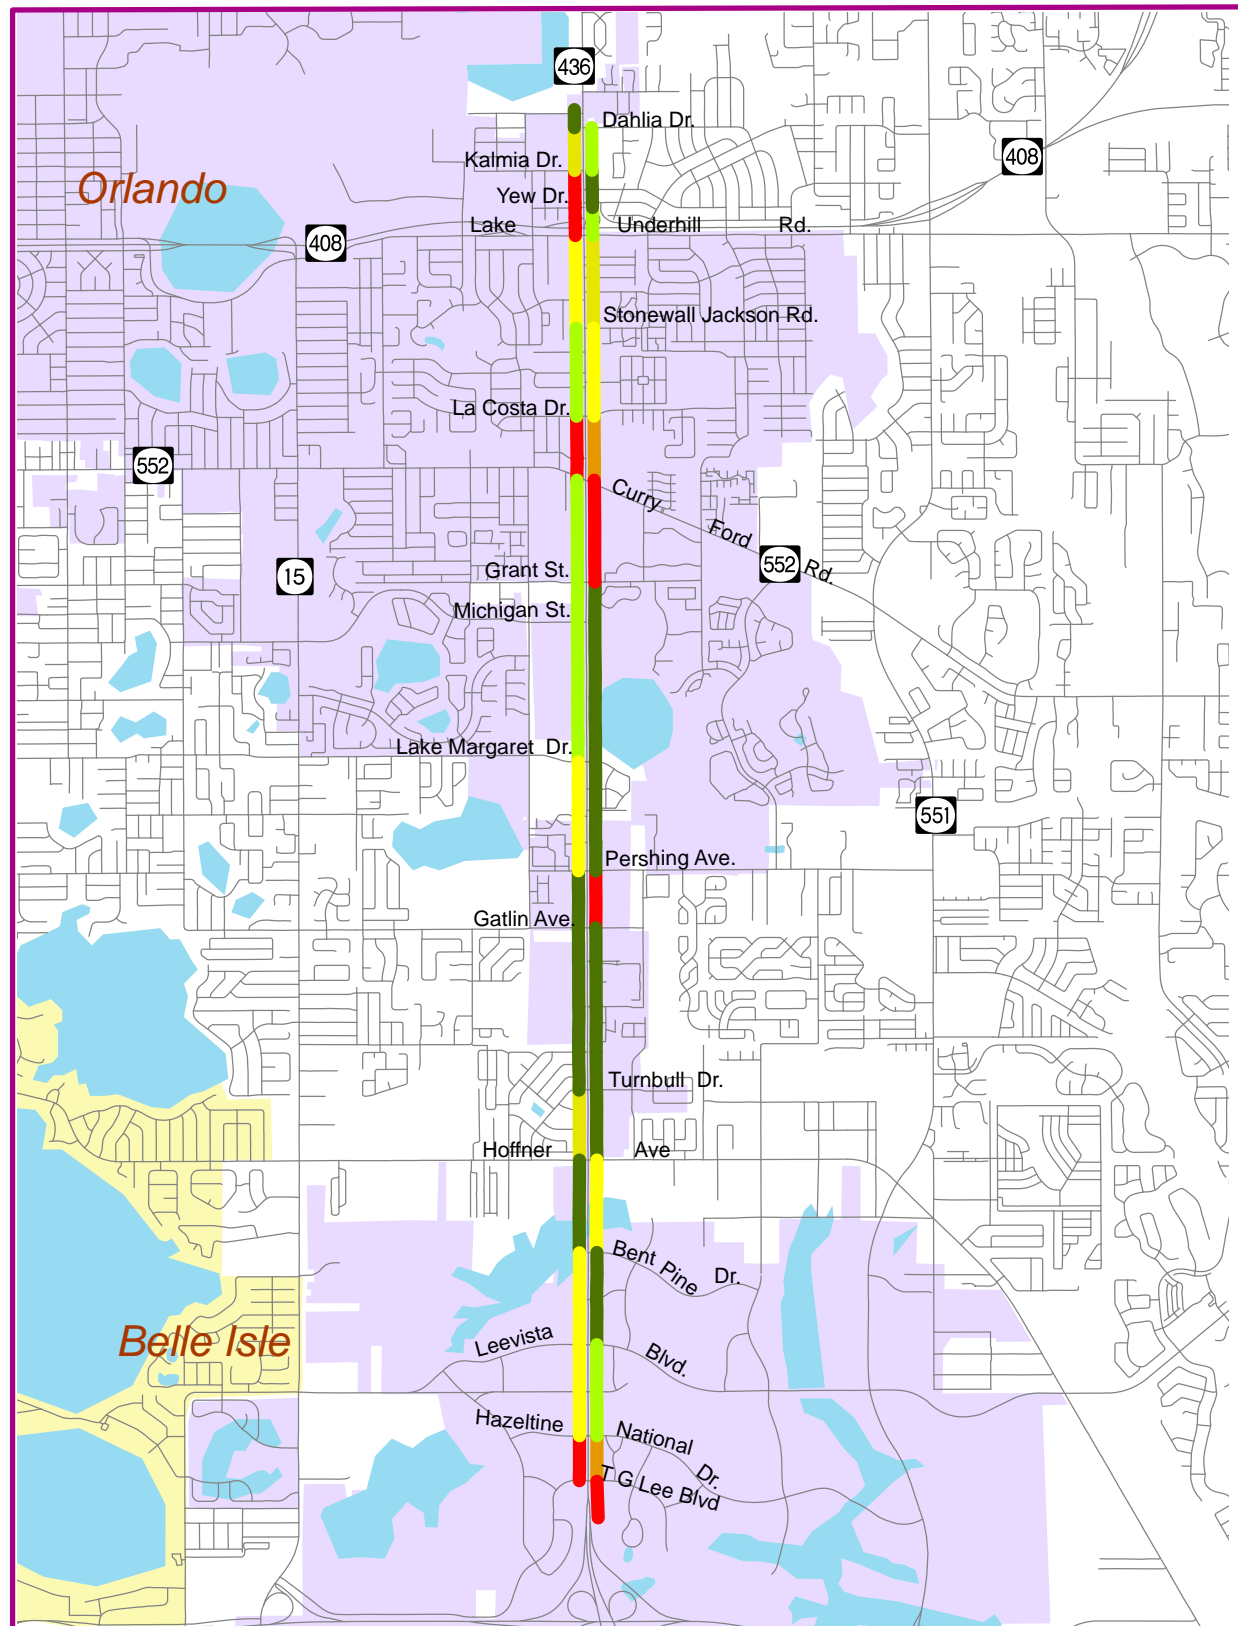 436
Dahlia Dr.
Kalmia Dr.
408
Orlando
Yew Dr.
Lake Underhill Rd.
408
Stonewall Jackson Rd.
La Costa Dr.
552
Curry Ford Rd.
552
15
Grant St.
Michigan St.
Lake Margaret Dr.
551
Pershing Ave.
Gatlin Ave.
Turnbull Dr.
Hoffner Ave
Bent Pine Dr.
Belle Isle
Leevista Blvd.
Hazeltine National Dr.
T G Lee Blvd